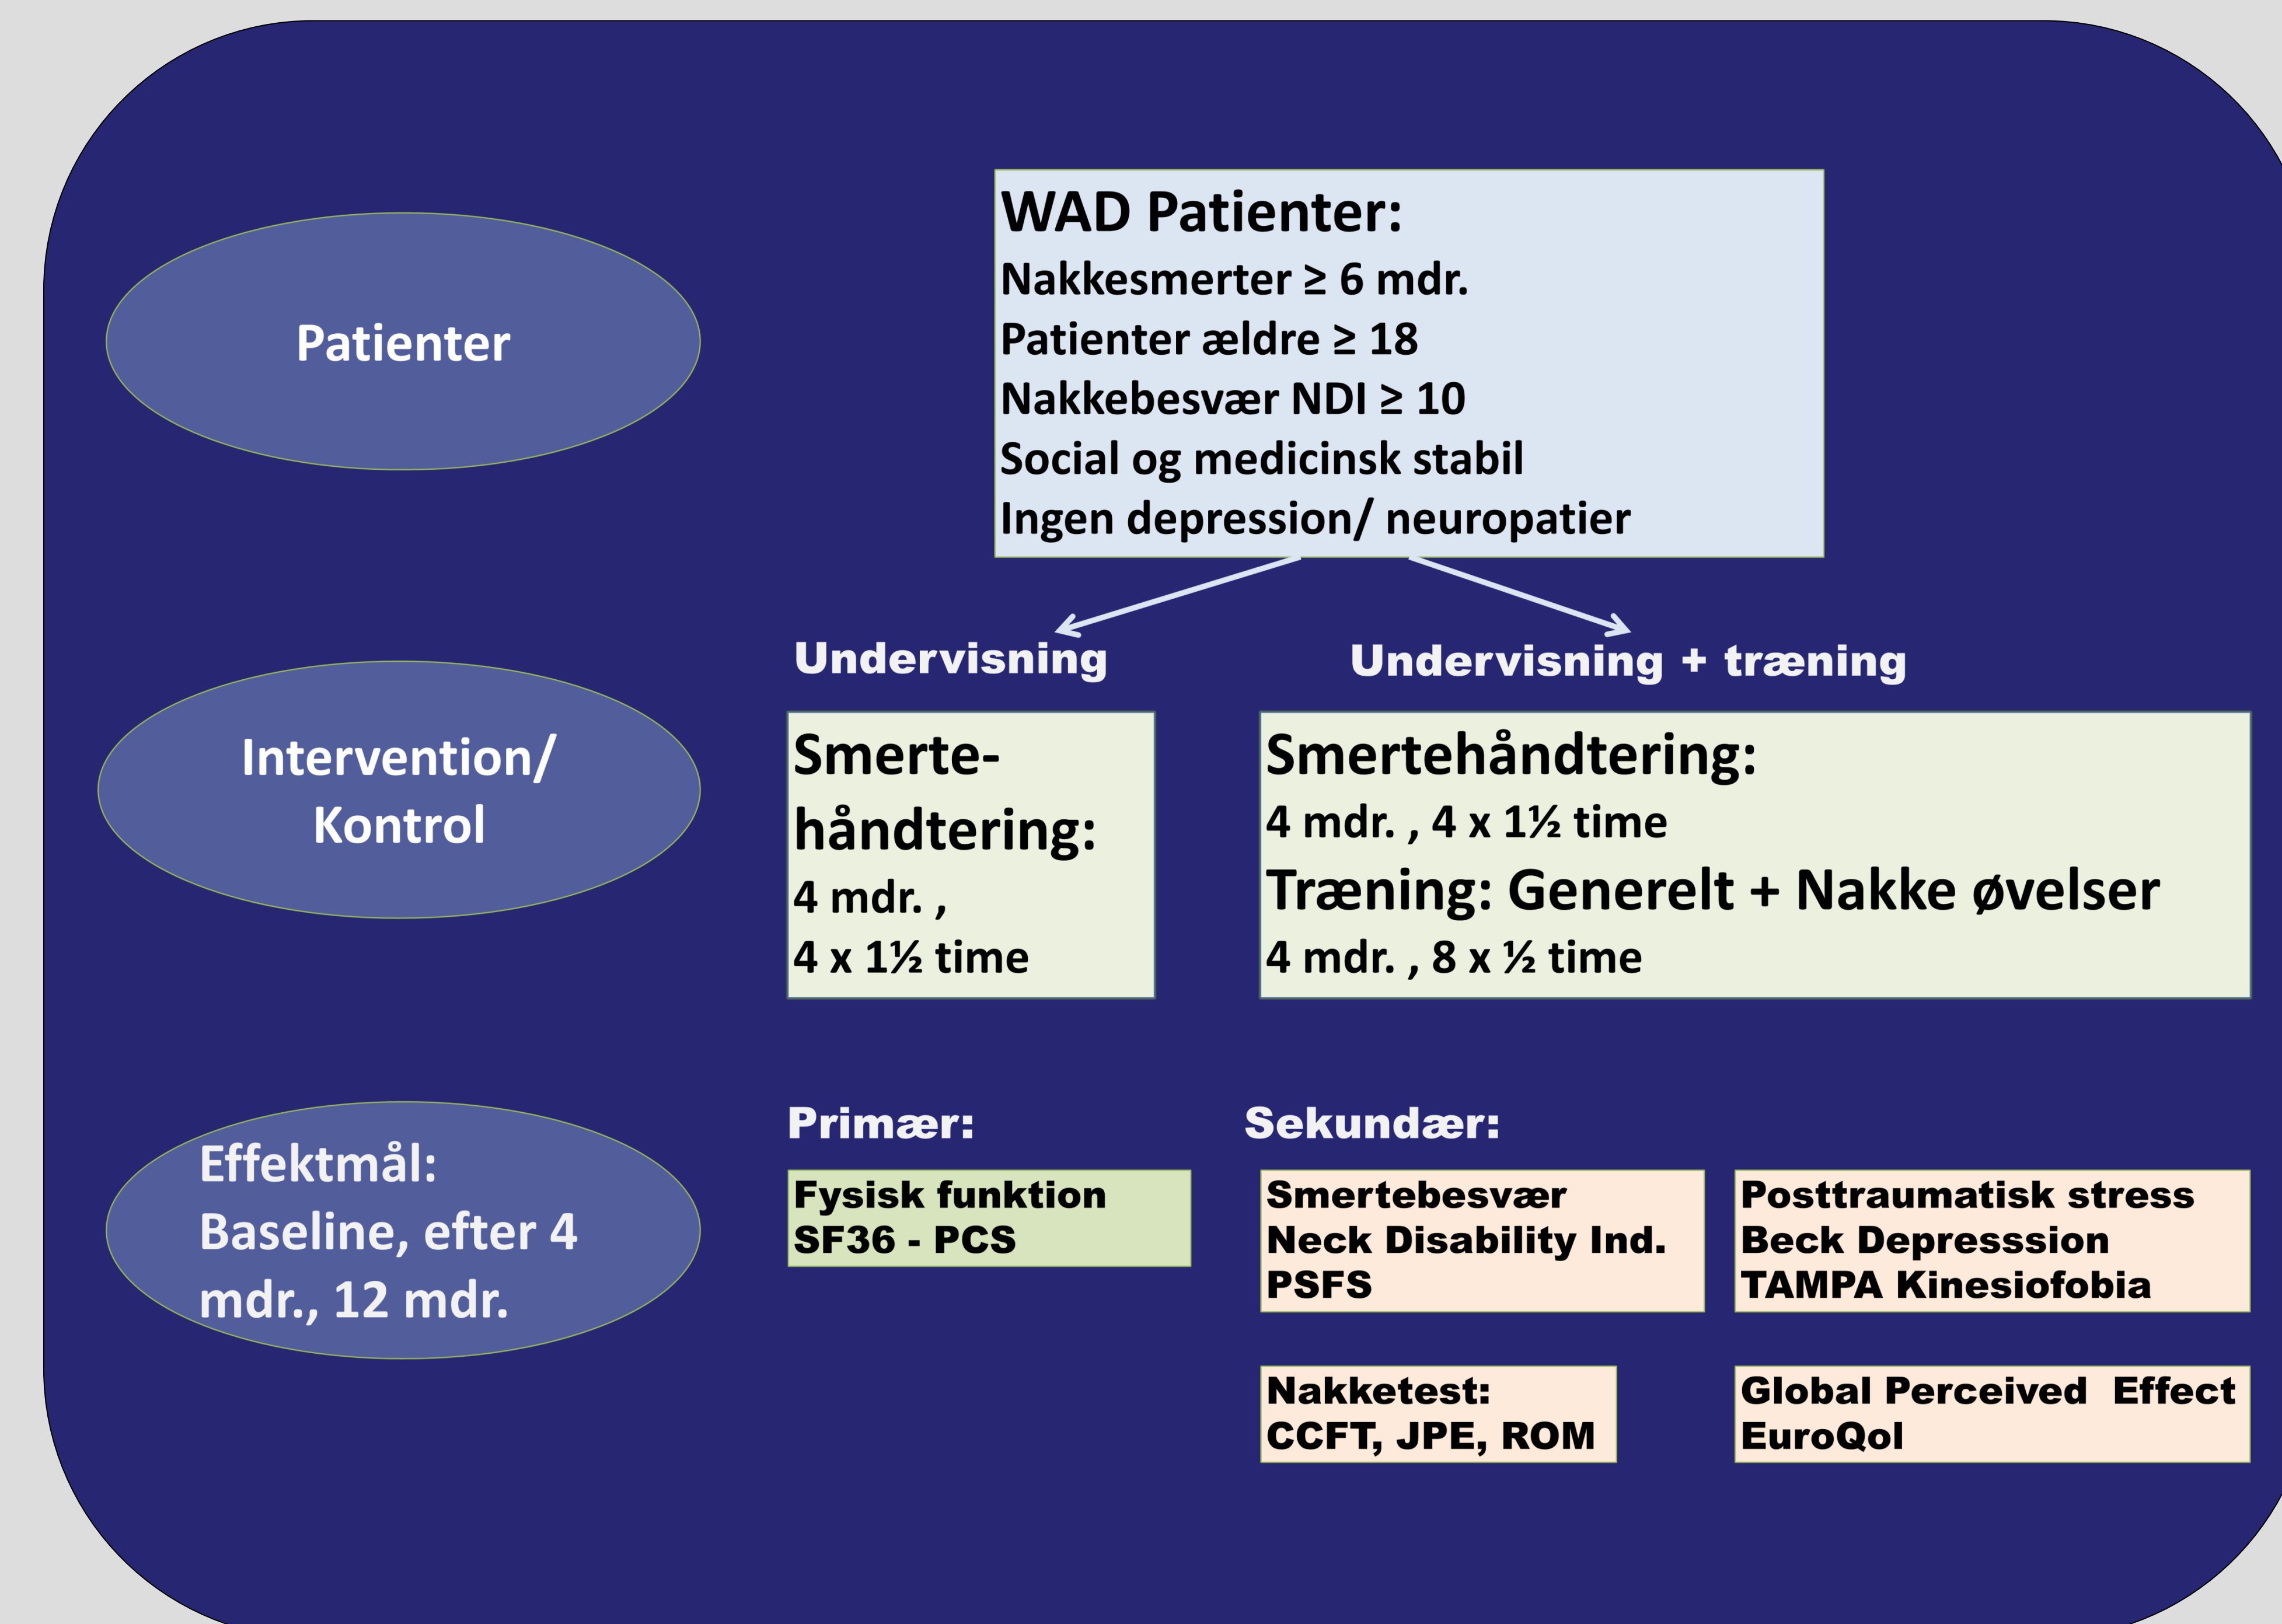 Patienter
WAD Patienter:
Nakkesmerter ≥ 6 mdr.
Patienter ældre ≥ 18
Nakkebesvær NDI ≥ 10
Social og medicinsk stabil
Ingen depression/ neuropatier
Intervention/
Kontrol
Undervisning
Smerte-
håndtering:
4 mdr. ,
4 x 1½ time
Undervisning + træning
Smertehåndtering:
4 mdr. , 4 x 1½ time
Træning: Generelt + Nakke øvelser
4 mdr. , 8 x ½ time
Effektmål:
Baseline, efter 4
mdr., 12 mdr.
Primær:
Fysisk funktion
SF36 - PCS
Sekundær:
Smertebesvær
Neck Disability Ind.
PSFS
Posttraumatisk stress
Beck Depresssion
TAMPA Kinesiofobia
Nakketest:
CCFT, JPE, ROM
Global Perceived  Effect
EuroQol